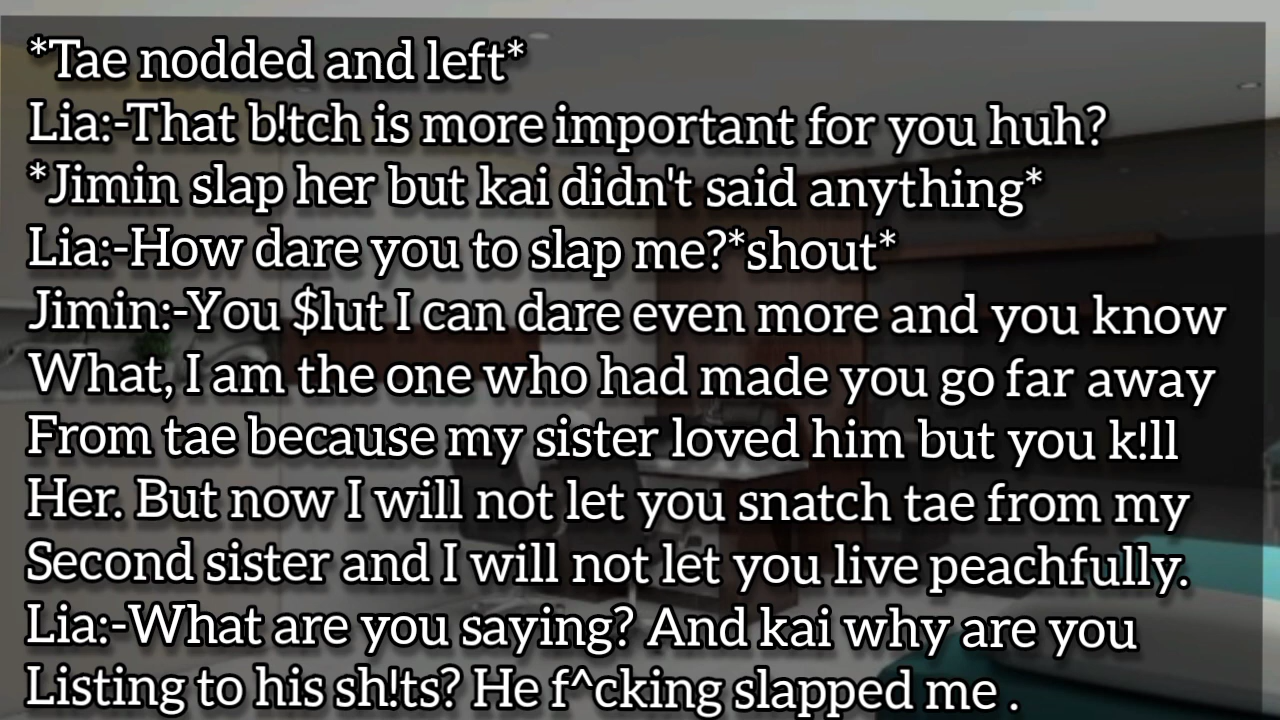 *Tae nodded and left*
Lia:-That b!tch is more important for you huh?
*Jimin slap her but kai didn't said anything*
Lia:-How dare you to slap me?*shout*
Jimin:-You $lut I can dare even more and you know
What, I am the one who had made you go far away
From tae because my sister loved him but you k!ll
Her. But now I will not let you snatch tae from my
Second sister and I will not let you live peachfully.
Lia:-What are you saying? And kai why are you
Listing to his sh!ts? He f^cking slapped me .